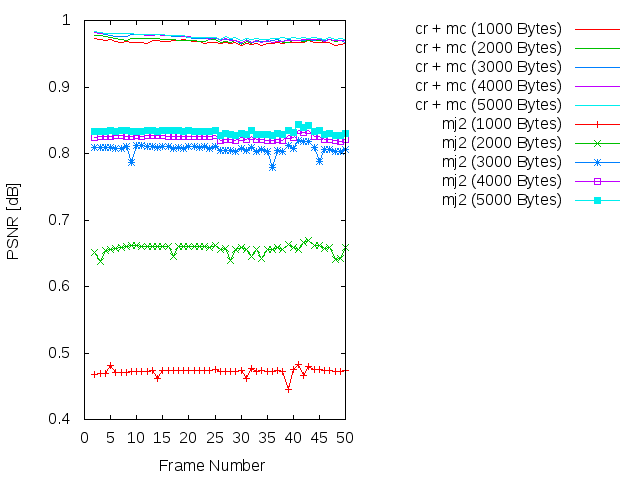 1
0.9
0.8
0.7
0.6
0.5
0.4
PSNR [dB]
0 5 10 15 20 25 30 35 40 45 50
Frame Number
cr + mc (1000 Bytes)
cr + mc (2000 Bytes)
cr + mc (3000 Bytes)
cr + mc (4000 Bytes)
cr + mc (5000 Bytes)
mj2 (1000 Bytes)
mj2 (2000 Bytes)
mj2 (3000 Bytes)
mj2 (4000 Bytes)
mj2 (5000 Bytes)